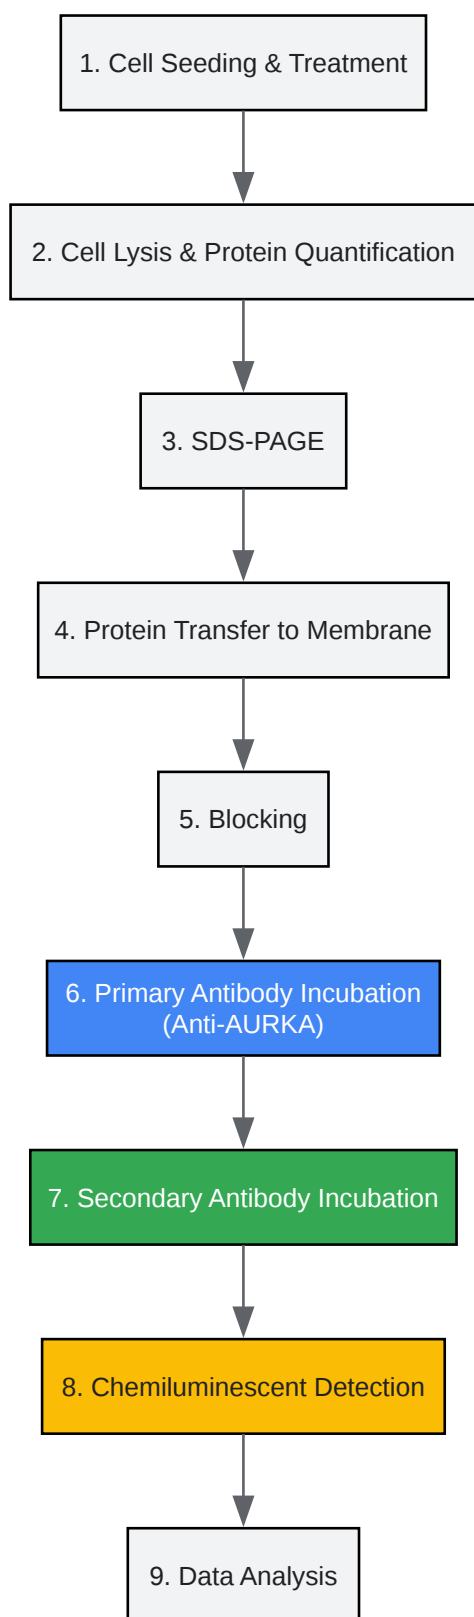 1. Cell Seeding & Treatment
2. Cell Lysis & Protein Quantification
3. SDS-PAGE
4. Protein Transfer to Membrane
5. Blocking
6. Primary Antibody Incubation
(Anti-AURKA)
7. Secondary Antibody Incubation
8. Chemiluminescent Detection
9. Data Analysis